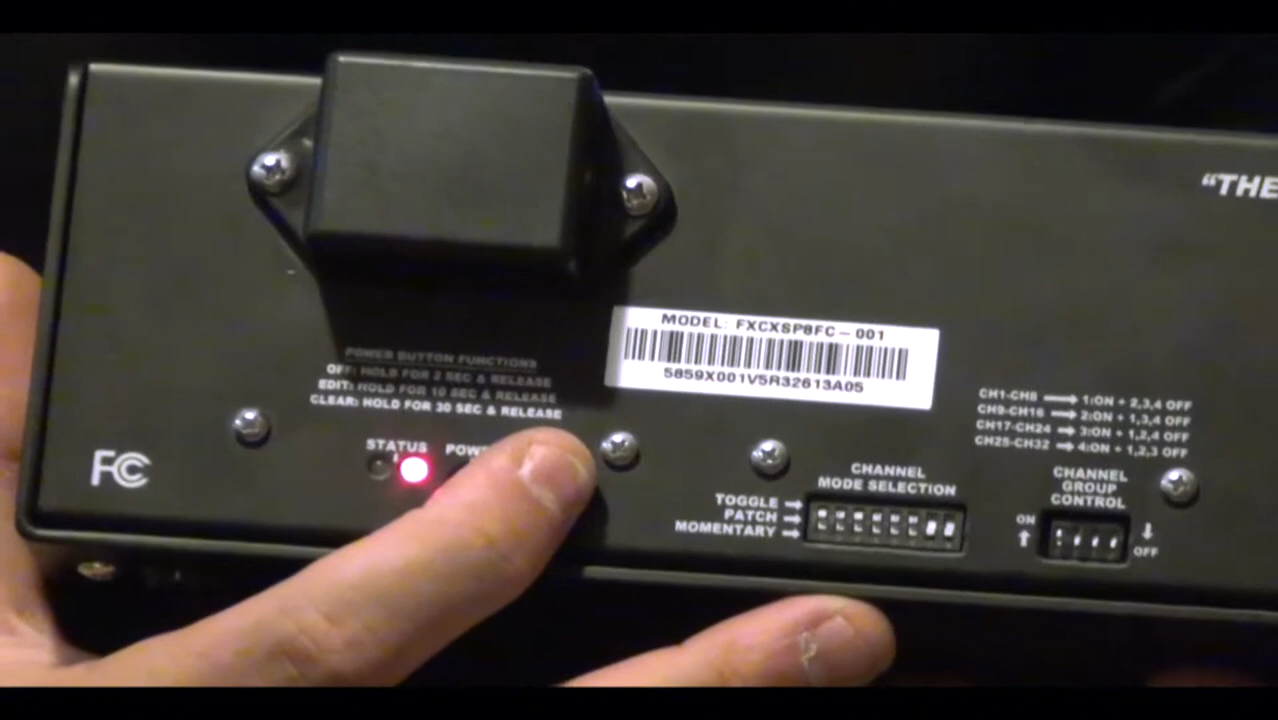 "THE
MODEL: FXCXSP8FC-001
5859X001V5R32613A05
POWER BUTTON FUNCTIONS
OFF: HOLD FOR 2 SEC & RELEASE
EDIT: HOLD FOR 10 SEC & RELEASE
CLEAR: HOLD FOR 30 SEC & RELEASE
CH1-CH8 → 1:ON + 2,3,4 OFF
CH9-CH16 → 2:ON + 1,3,4 OFF
CH17-CH24 → 3:ON + 1,2,4 OFF
CH25-CH32 → 4:ON + 1,2,3 OFF
FC
STATUS
CHANNEL
MODE SELECTION
TOGGLE →
PATCH →
MOMENTARY →
CHANNEL
GROUP
CONTROL
ON ↑
↓ OFF